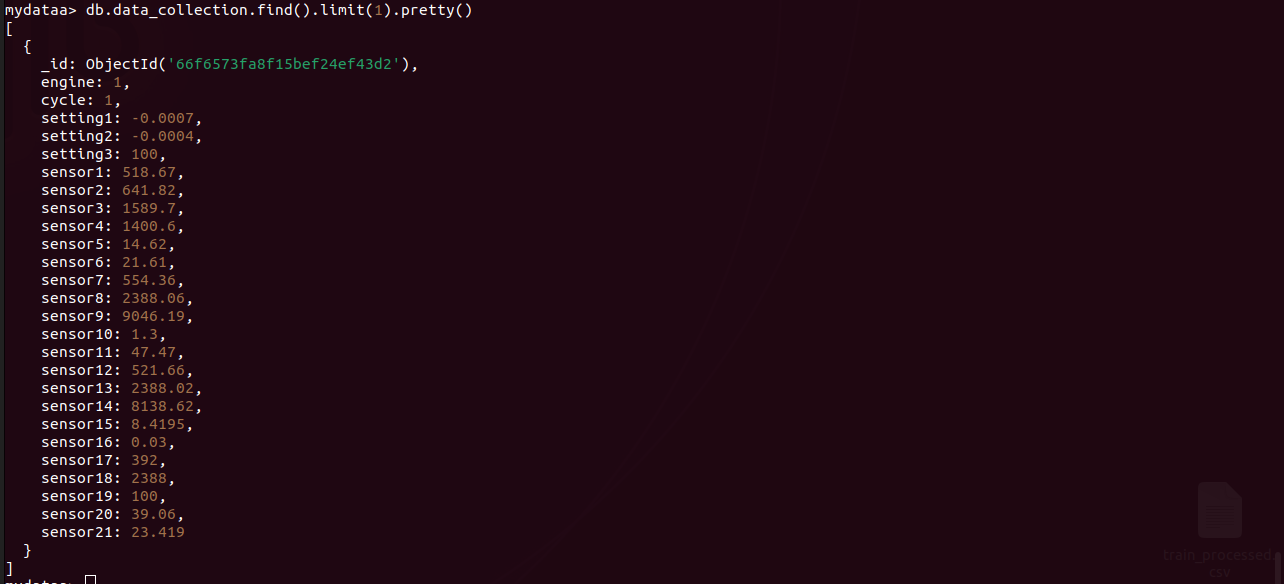 mydataa> db.data_collection.find().limit(1).pretty()
[
  {
    _id: ObjectId('66f6573fa8f15bef24ef43d2'),
    engine: 1,
    cycle: 1,
    setting1: -0.0007,
    setting2: -0.0004,
    setting3: 100,
    sensor1: 518.67,
    sensor2: 641.82,
    sensor3: 1589.7,
    sensor4: 1400.6,
    sensor5: 14.62,
    sensor6: 21.61,
    sensor7: 554.36,
    sensor8: 2388.06,
    sensor9: 9046.19,
    sensor10: 1.3,
    sensor11: 47.47,
    sensor12: 521.66,
    sensor13: 2388.02,
    sensor14: 8138.62,
    sensor15: 8.4195,
    sensor16: 0.03,
    sensor17: 392,
    sensor18: 2388,
    sensor19: 100,
    sensor20: 39.06,
    sensor21: 23.419
  }
]
mydataa>
train_processed.
csv